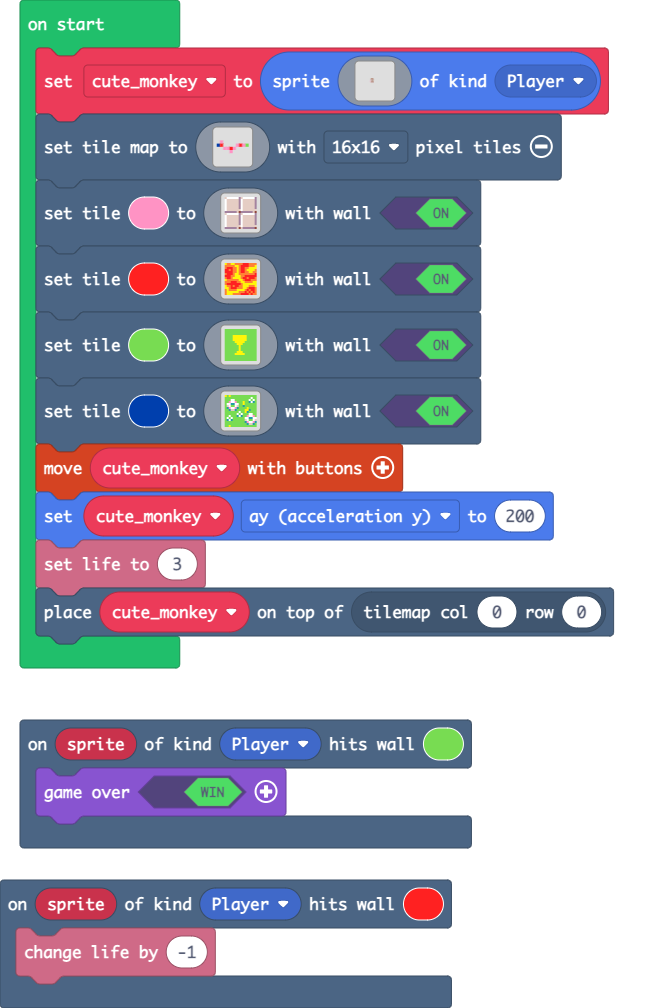 on start
set cute_monkey to sprite of kind Player
set tile map to with 16x16 pixel tiles
set tile to with wall ON
set tile to with wall ON
set tile to with wall ON
set tile to with wall ON
move cute_monkey with buttons
set cute_monkey ay (acceleration y) to 200
set life to 3
place cute_monkey on top of tilemap col 0 row 0
on sprite of kind Player hits wall
game over WIN
on sprite of kind Player hits wall
change life by -1